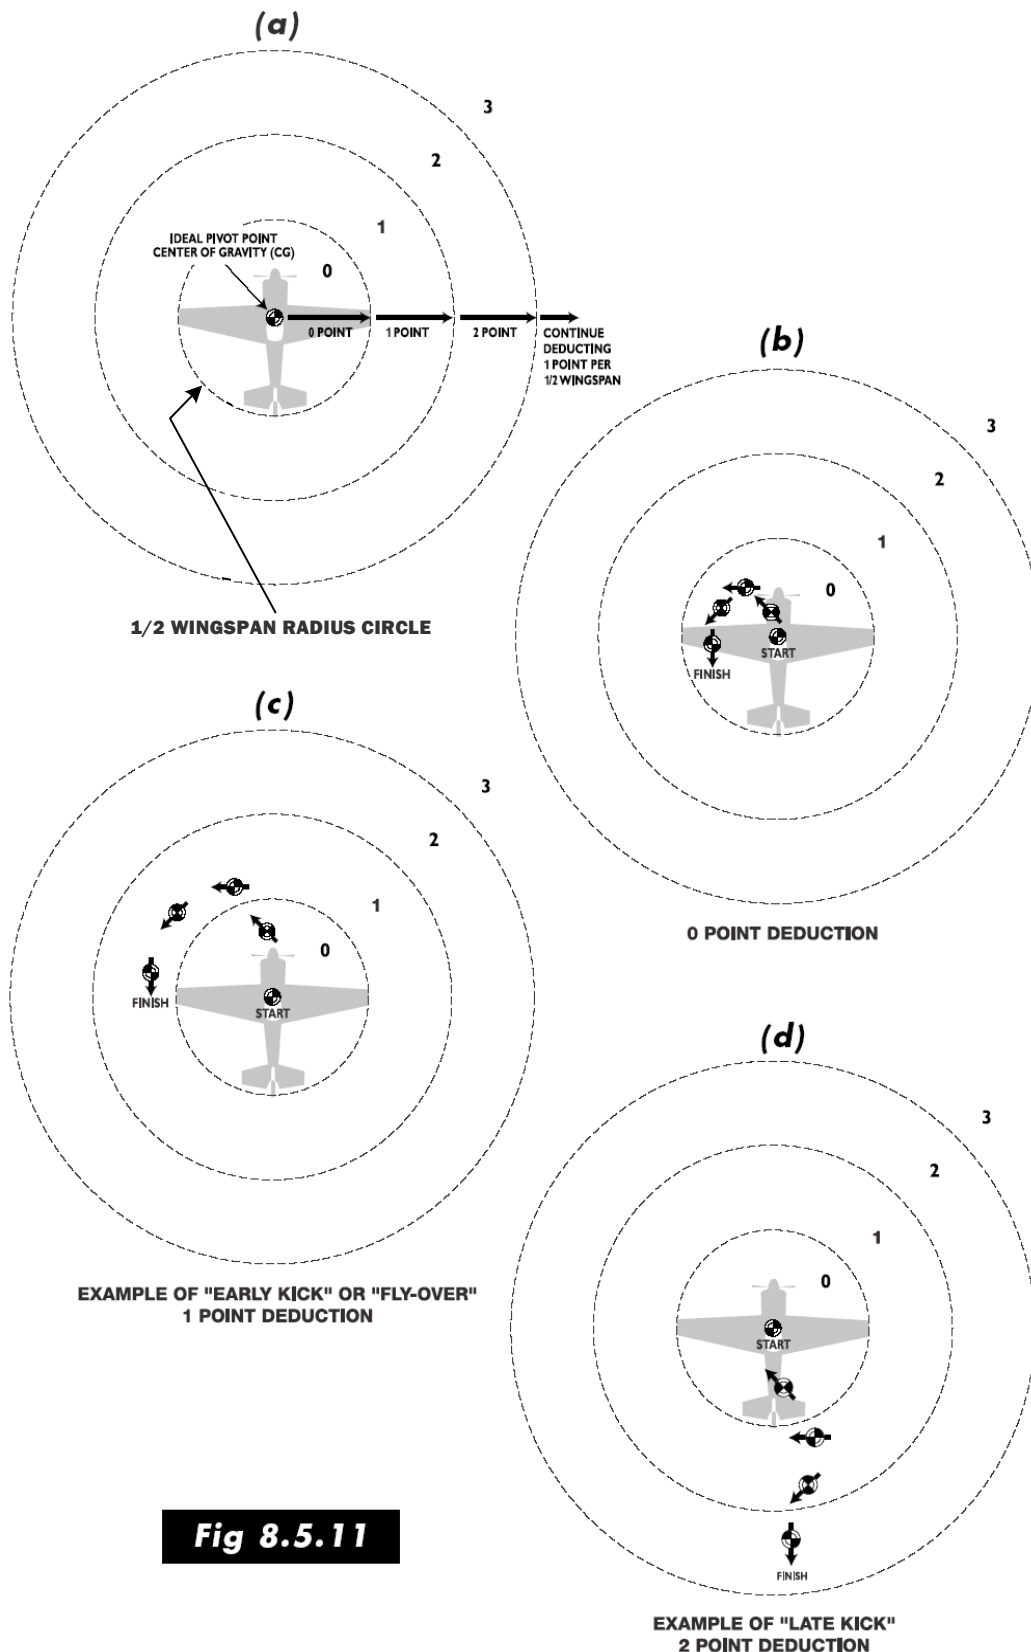 (a)
3
2
1
IDEAL PIVOT POINT
CENTER OF GRAVITY (CG)
0
0 POINT
1 POINT
2 POINT
CONTINUE
DEDUCTING
1 POINT PER
1/2 WINGSPAN
1/2 WINGSPAN RADIUS CIRCLE
(b)
3
2
1
0
START
FINISH
0 POINT DEDUCTION
(c)
3
2
1
0
START
FINISH
EXAMPLE OF "EARLY KICK" OR "FLY-OVER"
1 POINT DEDUCTION
(d)
3
2
1
0
START
FINISH
EXAMPLE OF "LATE KICK"
2 POINT DEDUCTION
Fig 8.5.11